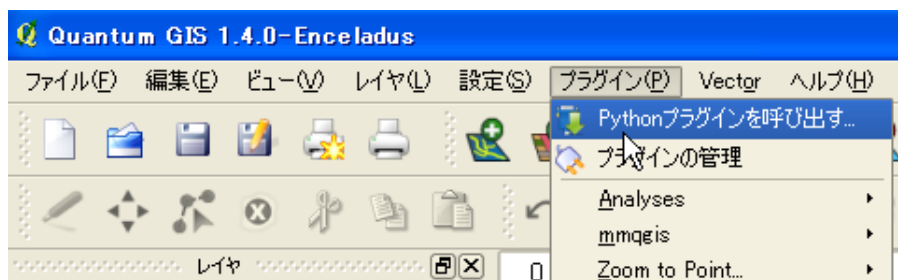 Quantum GIS 1.4.0-Enceladus
ファイル(F) 編集(E) ビュー(V) レイヤ(L) 設定(S) プラグイン(P) Vector ヘルプ(H)
Pythonプラグインを呼び出す...
プラグインの管理
Analyses
mmqgis
Zoom to Point...
レイヤ
0